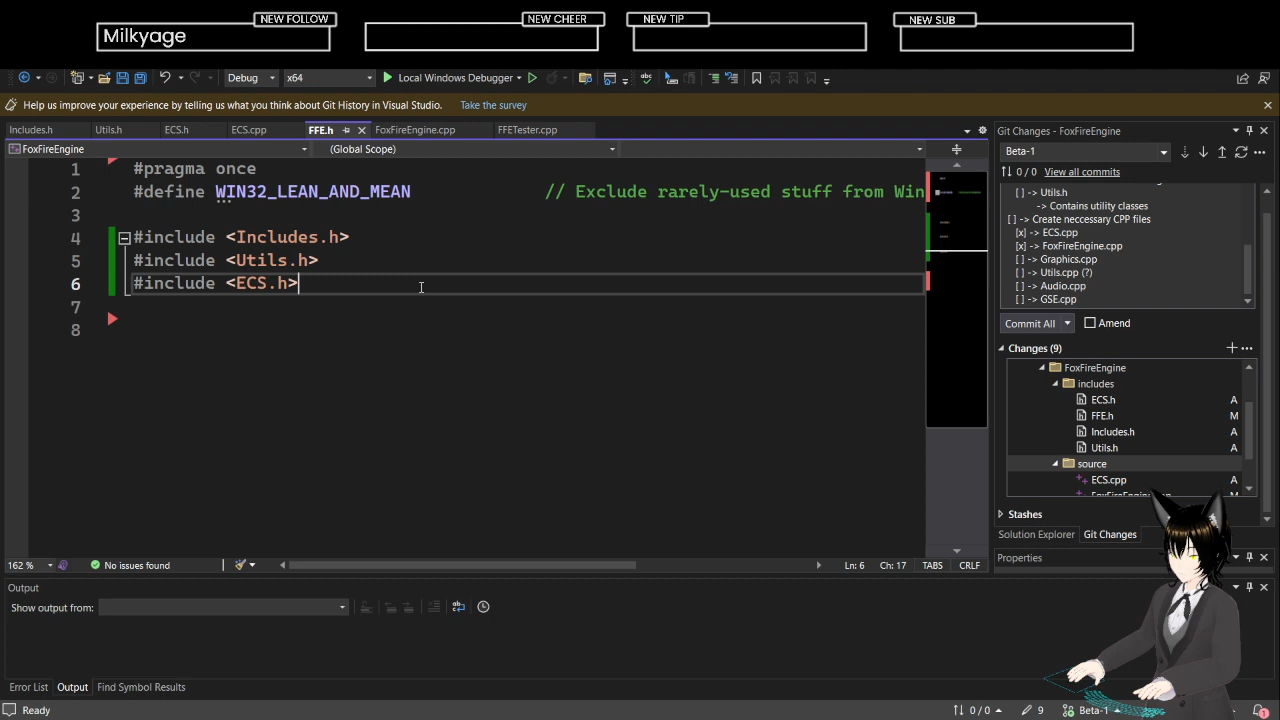 NEW FOLLOW
Milkyage
NEW CHEER
NEW TIP
NEW SUB
Debug
x64
Local Windows Debugger
Help us improve your experience by telling us what you think about Git History in Visual Studio. Take the survey
Includes.h
Utils.h
ECS.h
ECS.cpp
FFE.h
FoxFireEngine.cpp
FFETester.cpp
FoxFireEngine
(Global Scope)
1 #pragma once
2 #define WIN32_LEAN_AND_MEAN // Exclude rarely-used stuff from Win
3
4 #include <Includes.h>
5 #include <Utils.h>
6 #include <ECS.h>
7
8
162 %
No issues found
Ln: 6
Ch: 17
TABS
CRLF
Output
Show output from:
Error List
Output
Find Symbol Results
Ready
Git Changes - FoxFireEngine
Beta-1
0 / 0
View all commits
[ ] -> Utils.h
-> Contains utility classes
[ ] -> Create neccessary CPP files
[x] -> ECS.cpp
[x] -> FoxFireEngine.cpp
[ ] -> Graphics.cpp
[ ] -> Utils.cpp (?)
[ ] -> Audio.cpp
[ ] -> GSE.cpp
Commit All
Amend
Changes (9)
FoxFireEngine
includes
ECS.h A
FFE.h M
Includes.h A
Utils.h A
source
ECS.cpp A
Stashes
Solution Explorer
Git Changes
Properties
0 / 0
9
Beta-1